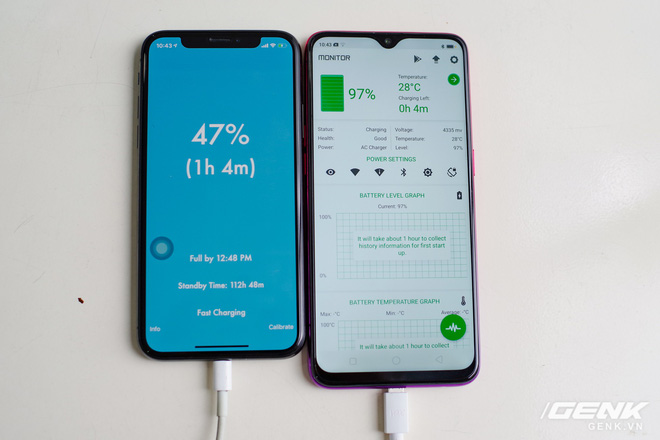 10:43
47%
(1h 4m)
Full by 12:48 PM
Standby Time: 112h 48m
Fast Charging
Info
Calibrate
10:43
MONITOR
97%
Temperature:
28°C
Charging Left:
0h 4m
Status: Charging Voltage: 4335 mv
Health: Good Temperature: 28°C
Power: AC Charger Level: 97%
POWER SETTINGS
BATTERY LEVEL GRAPH
Current: 97%
100%
It will take about 1 hour to collect
history information for first start
up.
0%
BATTERY TEMPERATURE GRAPH
Max: -°C Min: -°C Average: -°C
100°C
It will take about 1 hour to collect
GENK
GENK.VN